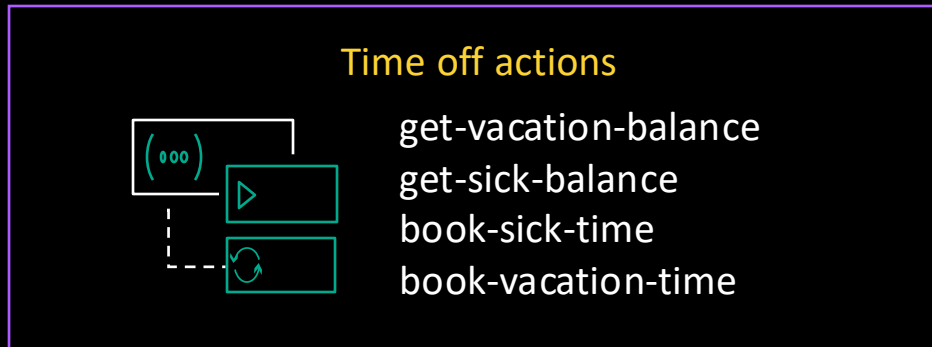 Time off actions
get-vacation-balance
get-sick-balance
book-sick-time
book-vacation-time